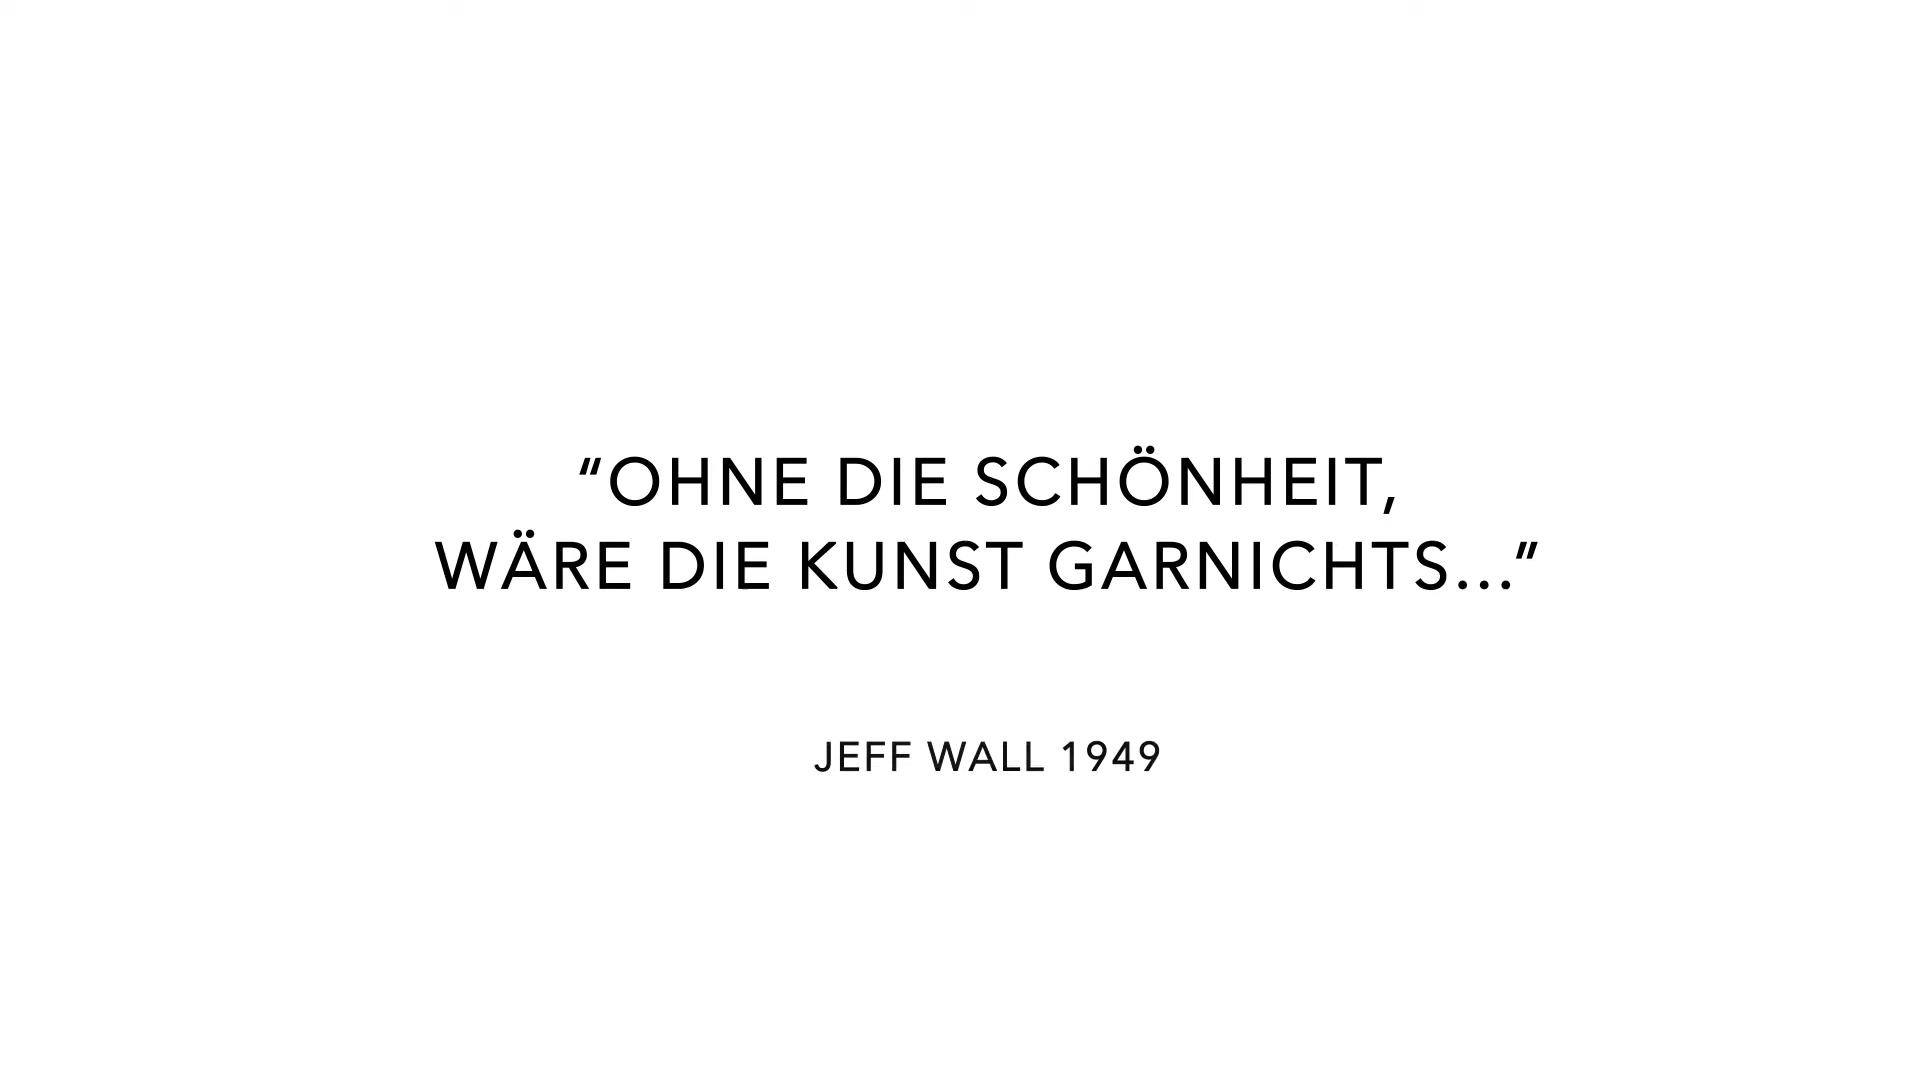 “OHNE DIE SCHÖNHEIT,
WÄRE DIE KUNST GARNICHTS...”
JEFF WALL 1949